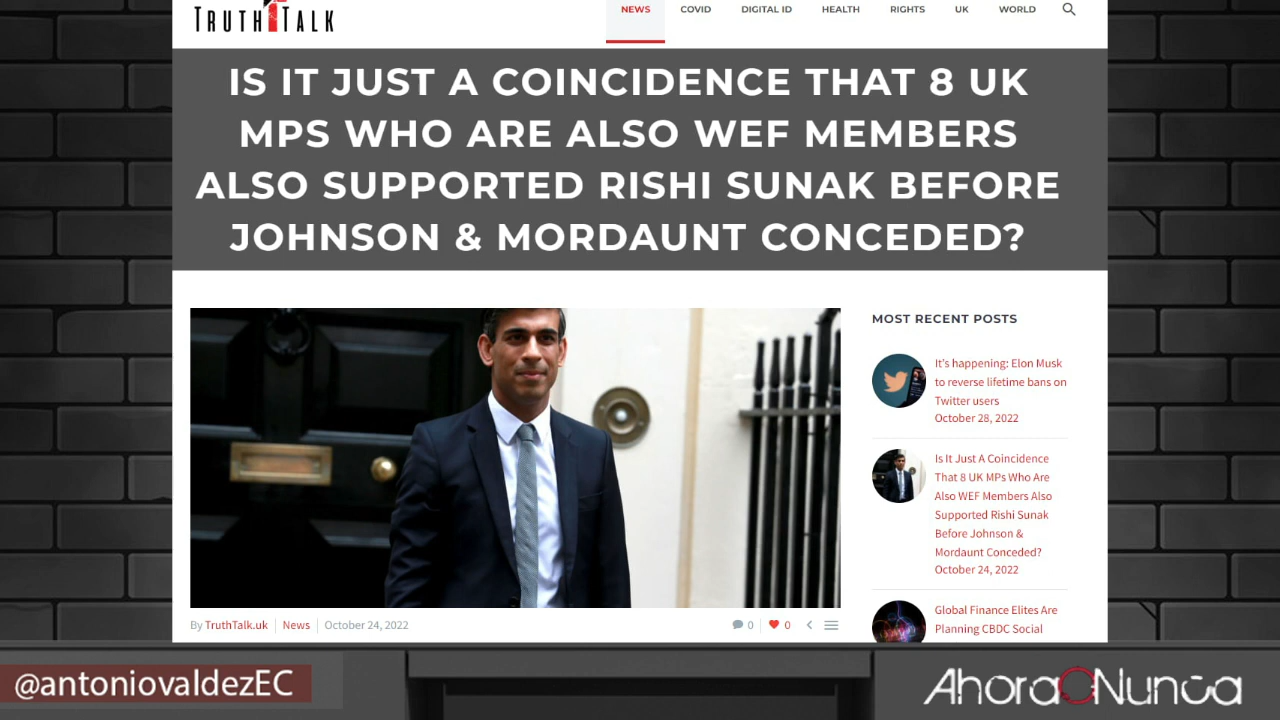 TRUTH TALK
NEWS COVID DIGITAL ID HEALTH RIGHTS UK WORLD
IS IT JUST A COINCIDENCE THAT 8 UK
MPS WHO ARE ALSO WEF MEMBERS
ALSO SUPPORTED RISHI SUNAK BEFORE
JOHNSON & MORDAUNT CONCEDED?
MOST RECENT POSTS
It's happening: Elon Musk
to reverse lifetime bans on
Twitter users
October 28, 2022
Is It Just A Coincidence
That 8 UK MPs Who Are
Also WEF Members Also
Supported Rishi Sunak
Before Johnson &
Mordaunt Conceded?
October 24, 2022
Global Finance Elites Are
Planning CBDC Social
By TruthTalk.uk News October 24, 2022
0 0
@antoniovaldezEC
AhoraONunca